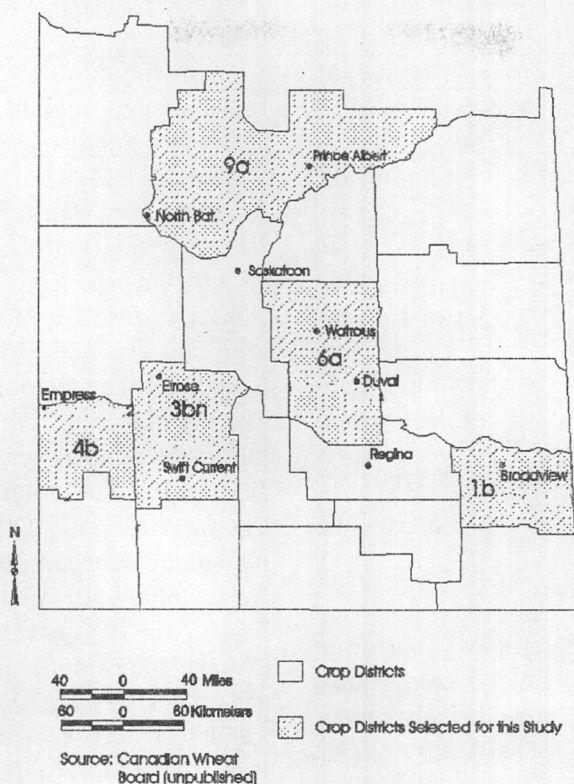 9a
Prince Albert
North Bat.
Saskatoon
Watrous
6a
Elrose
Duval
Empress
3bn
4b
Swift Current
Regina
1b
Broadview
N
40 0 40 Miles
60 0 60 Kilometers
Crop Districts
Crop Districts Selected for this Study
Source: Canadian Wheat
Board (unpublished)